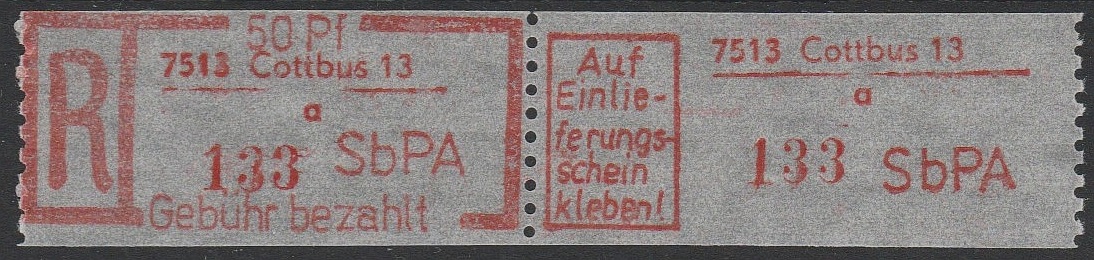 50 Pf
R
7513 Cottbus 13
a
133 SbPA
Gebühr bezahlt
Auf
Einlie-
ferungs-
schein
kleben!
7513 Cottbus 13
a
133 SbPA